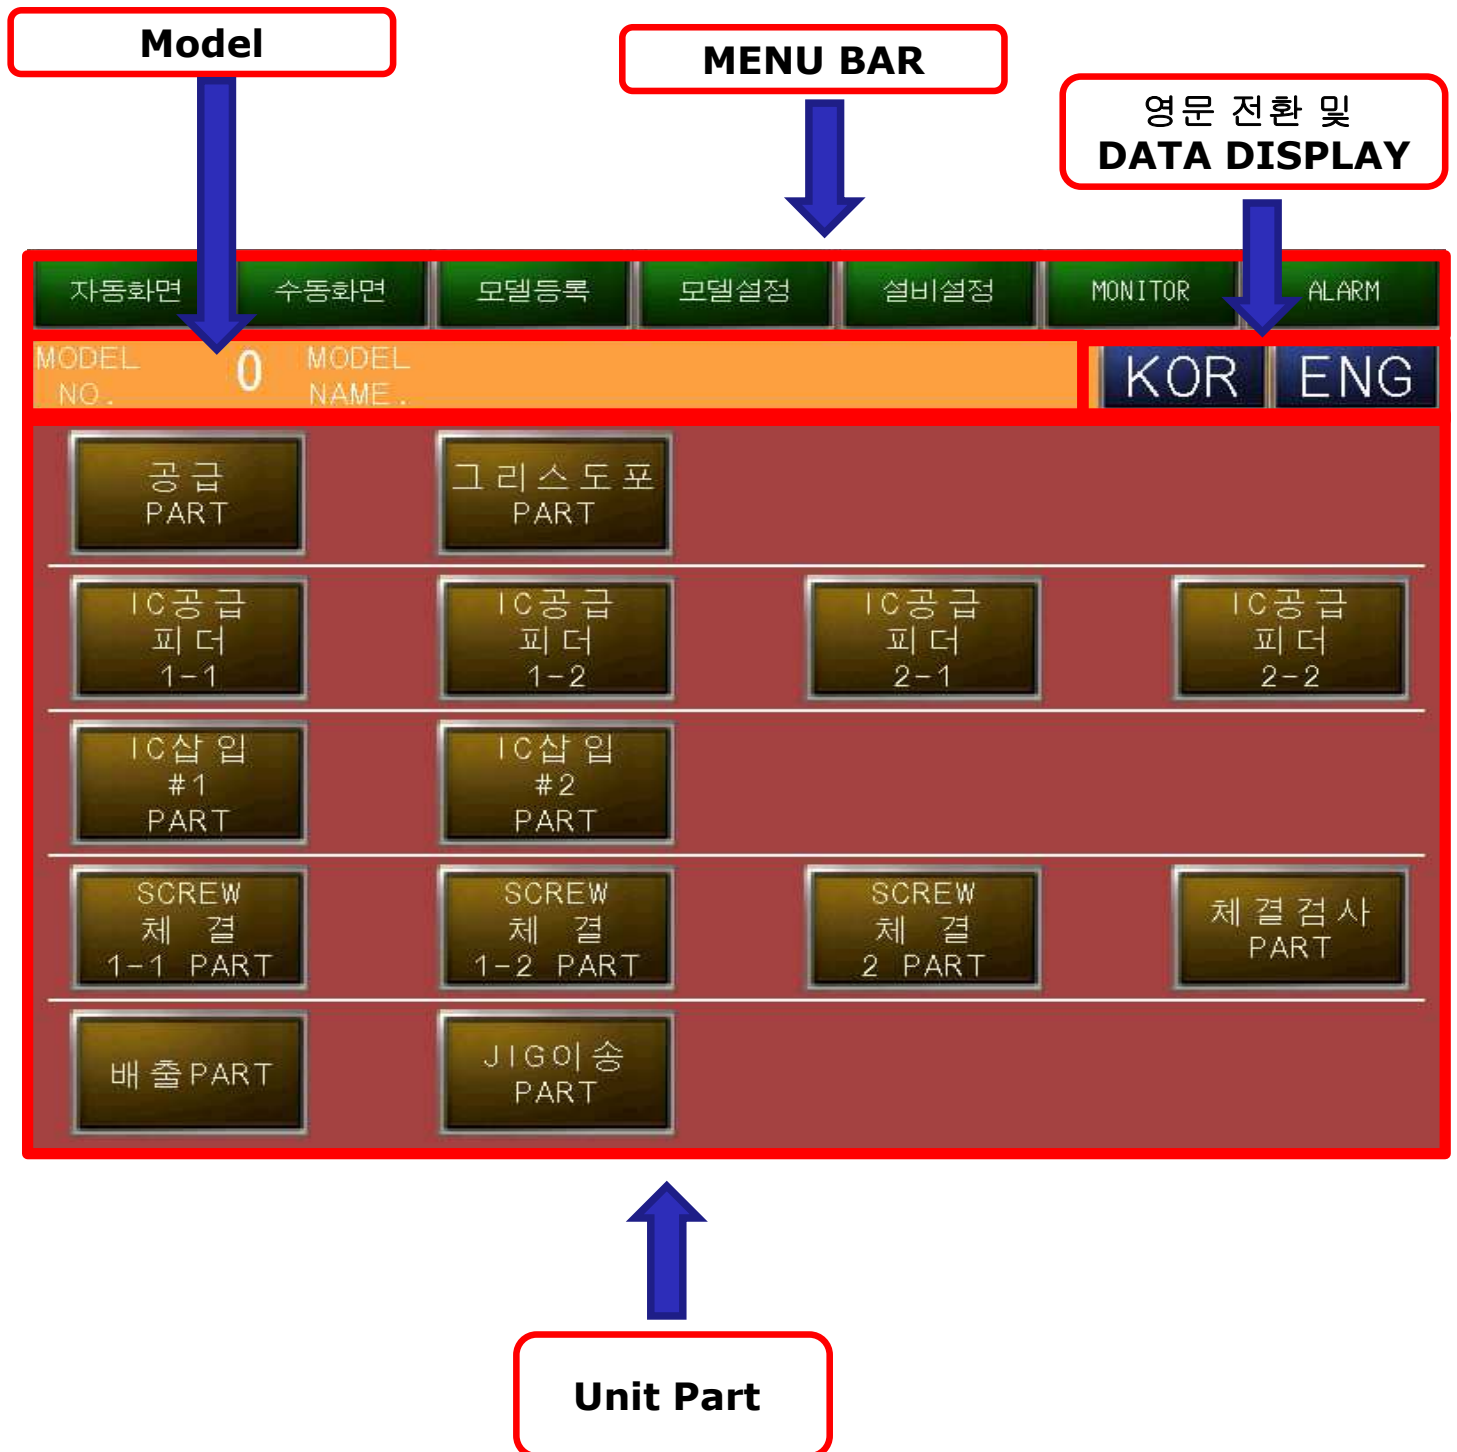 Model
MENU BAR
영문 전환 및
DATA DISPLAY
자동화면 수동화면 모델등록 모델설정 설비설정 MONITOR ALARM
MODEL
NO.
0
MODEL
NAME.
KOR ENG
공급
PART
그리스도포
PART
IC공급
피더
1-1
IC공급
피더
1-2
IC공급
피더
2-1
IC공급
피더
2-2
IC삽입
#1
PART
IC삽입
#2
PART
SCREW
체 결
1-1 PART
SCREW
체 결
1-2 PART
SCREW
체 결
2 PART
체결검사
PART
배출PART
JIG이송
PART
Unit Part